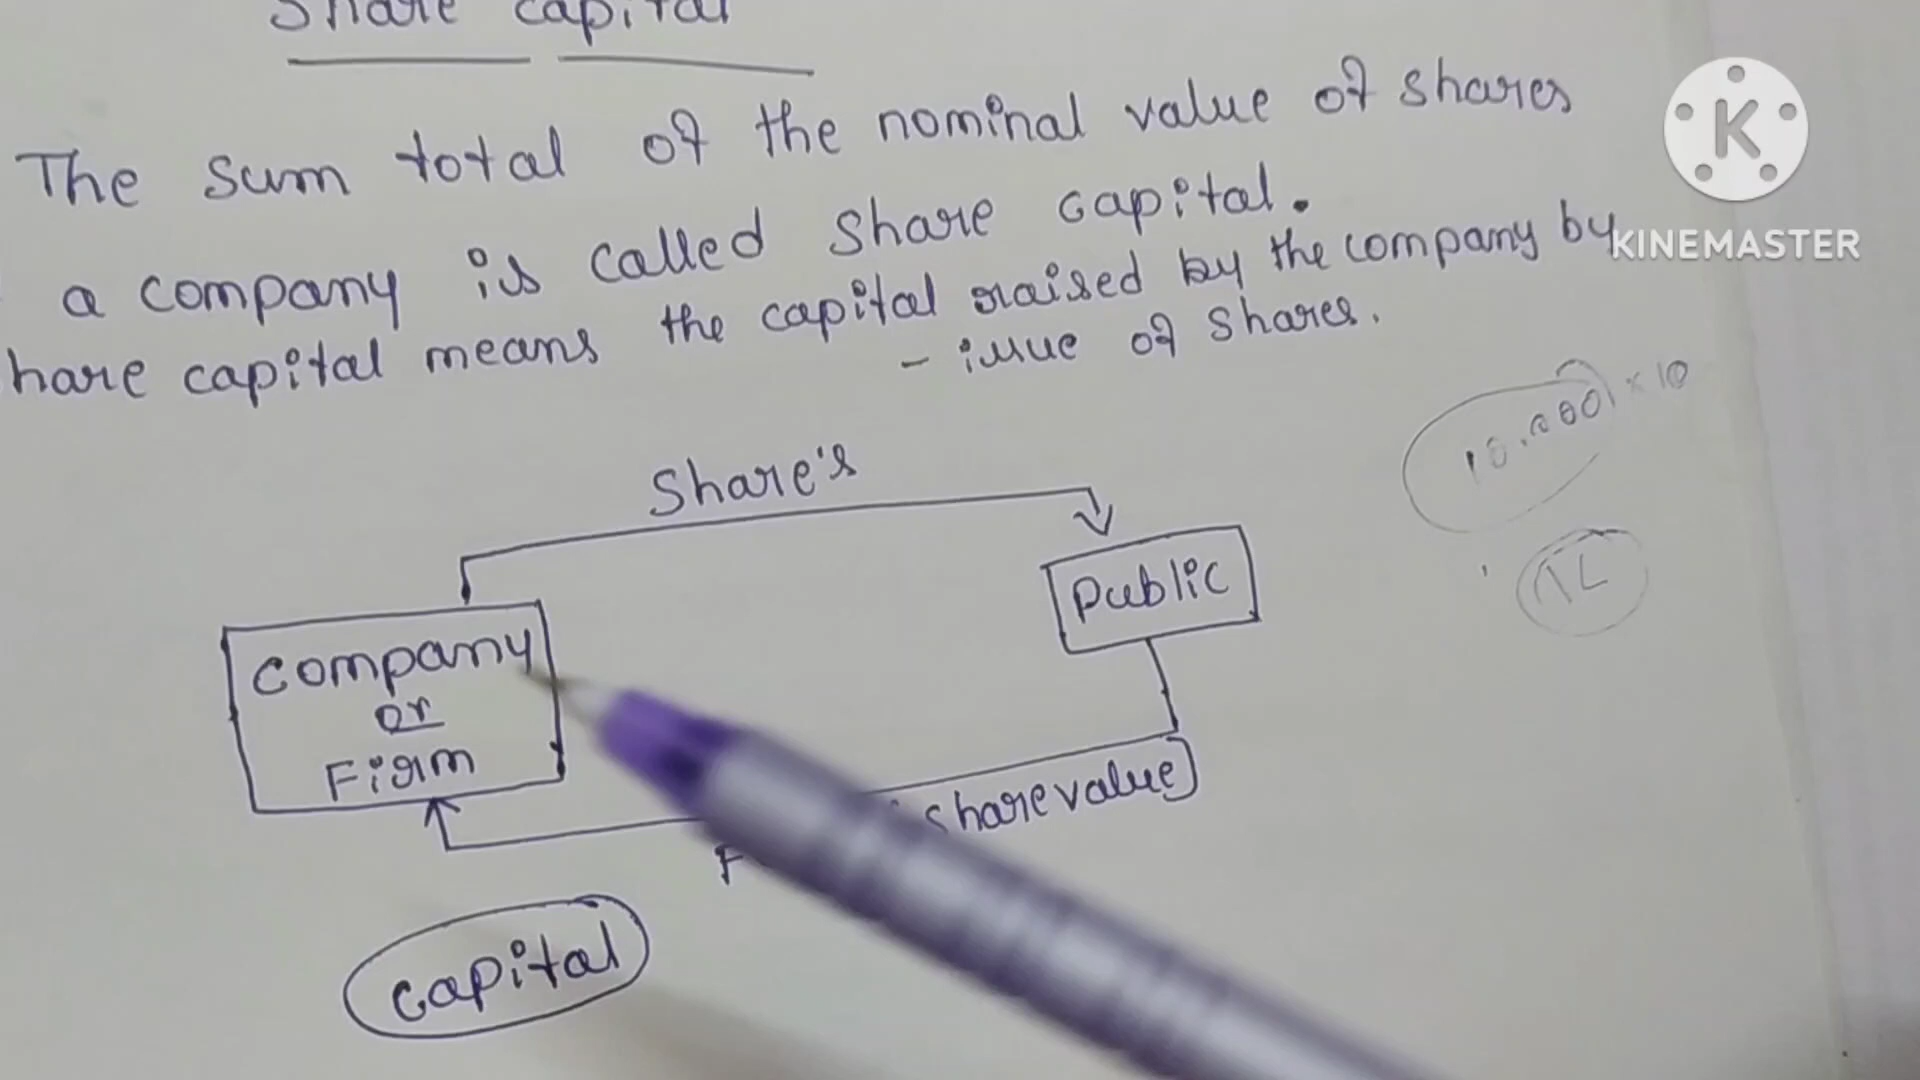 Share capital
The sum total of the nominal value of shares
a company is called share capital.
hare capital means the capital raised by the company by
- issue of shares.
10.000 x 10
1L
Share's
Public
company
or
Firm
share value)
capital
K
KINEMASTER